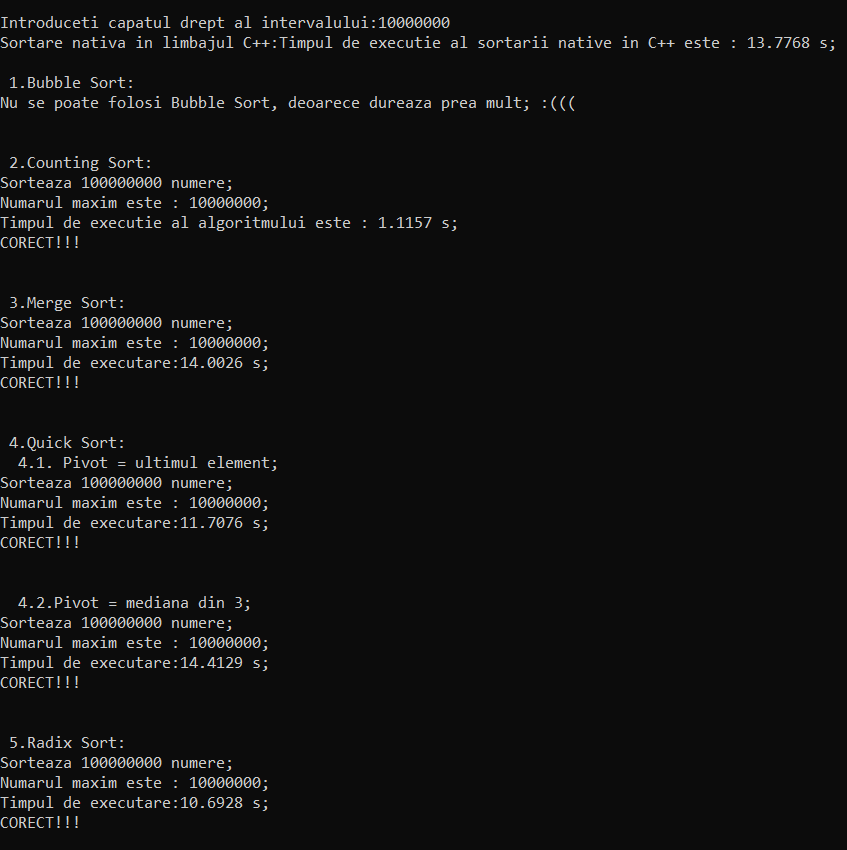 Introduceti capatul drept al intervalului:10000000
Sortare nativa in limbajul C++:Timpul de executie al sortarii native in C++ este : 13.7768 s;
1.Bubble Sort:
Nu se poate folosi Bubble Sort, deoarece dureaza prea mult; :(((
2.Counting Sort:
Sorteaza 100000000 numere;
Numarul maxim este : 10000000;
Timpul de executie al algoritmului este : 1.1157 s;
CORECT!!!
3.Merge Sort:
Sorteaza 100000000 numere;
Numarul maxim este : 10000000;
Timpul de executare:14.0026 s;
CORECT!!!
4.Quick Sort:
4.1. Pivot = ultimul element;
Sorteaza 100000000 numere;
Numarul maxim este : 10000000;
Timpul de executare:11.7076 s;
CORECT!!!
4.2.Pivot = mediana din 3;
Sorteaza 100000000 numere;
Numarul maxim este : 10000000;
Timpul de executare:14.4129 s;
CORECT!!!
5.Radix Sort:
Sorteaza 100000000 numere;
Numarul maxim este : 10000000;
Timpul de executare:10.6928 s;
CORECT!!!